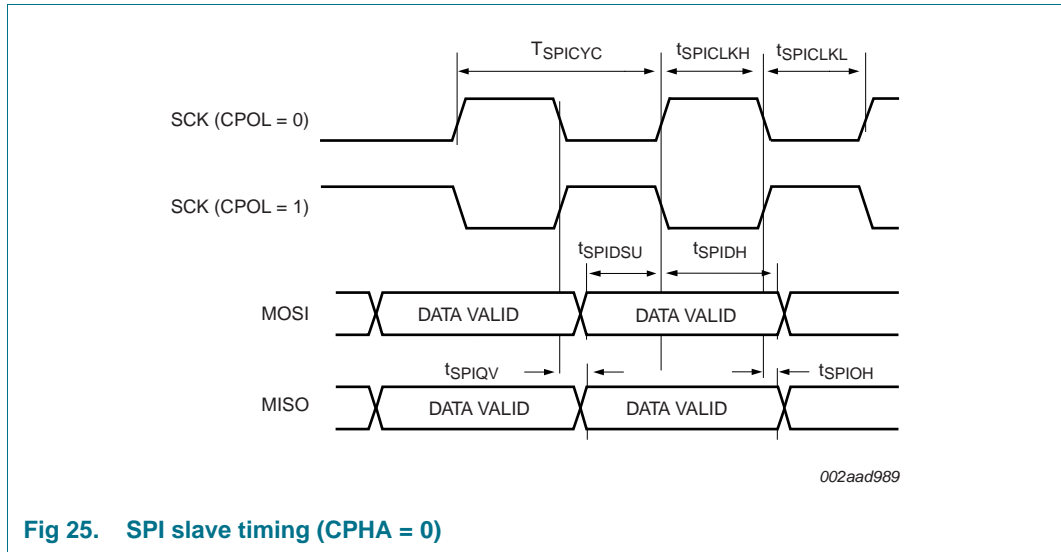 TSPICYC tSPICLKH tSPICLKL
SCK (CPOL = 0)
SCK (CPOL = 1)
tSPIDSU tSPIDH
MOSI DATA VALID DATA VALID
tSPIQV tSPIOH
MISO DATA VALID DATA VALID
002aad989
Fig 25. SPI slave timing (CPHA = 0)